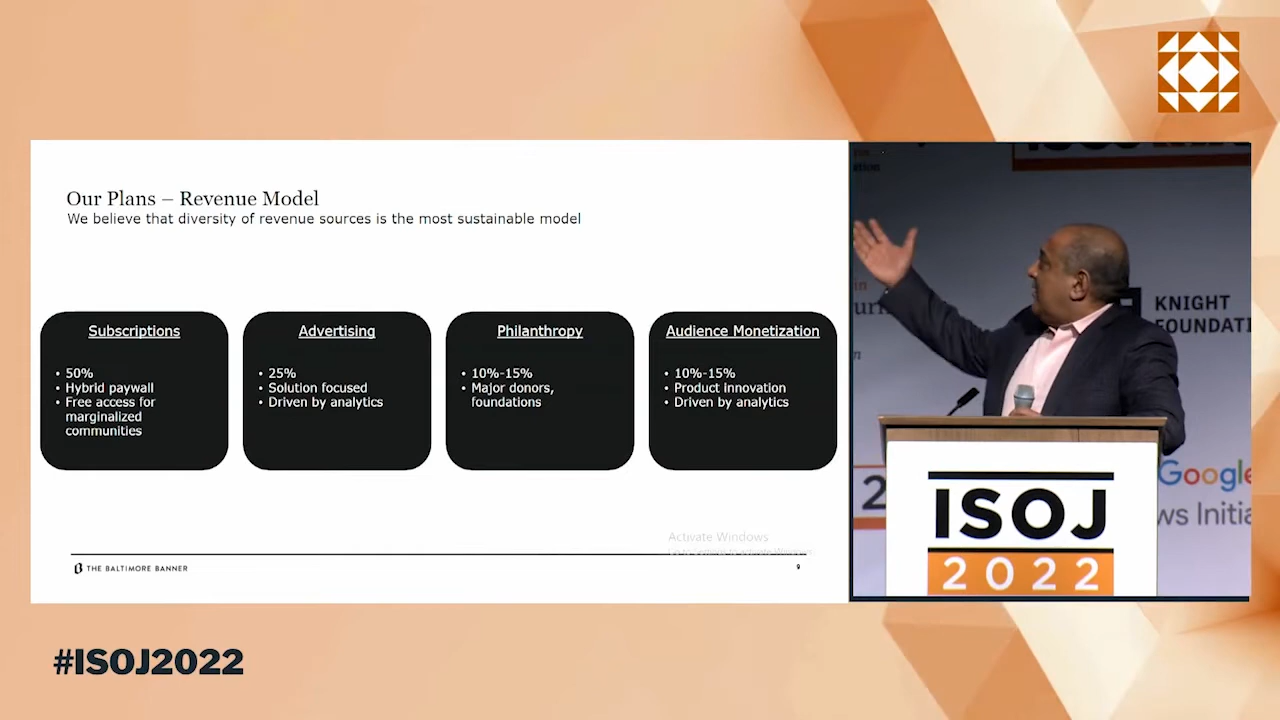 Our Plans – Revenue Model
We believe that diversity of revenue sources is the most sustainable model
Subscriptions
• 50%
• Hybrid paywall
• Free access for
marginalized
communities
Advertising
• 25%
• Solution focused
• Driven by analytics
Philanthropy
• 10%-15%
• Major donors,
foundations
Audience Monetization
• 10%-15%
• Product innovation
• Driven by analytics
Activate Windows
THE BALTIMORE BANNER
9
KNIGHT
FOUNDATI
Google
ws Initia
2
ISOJ
2022
#ISOJ2022